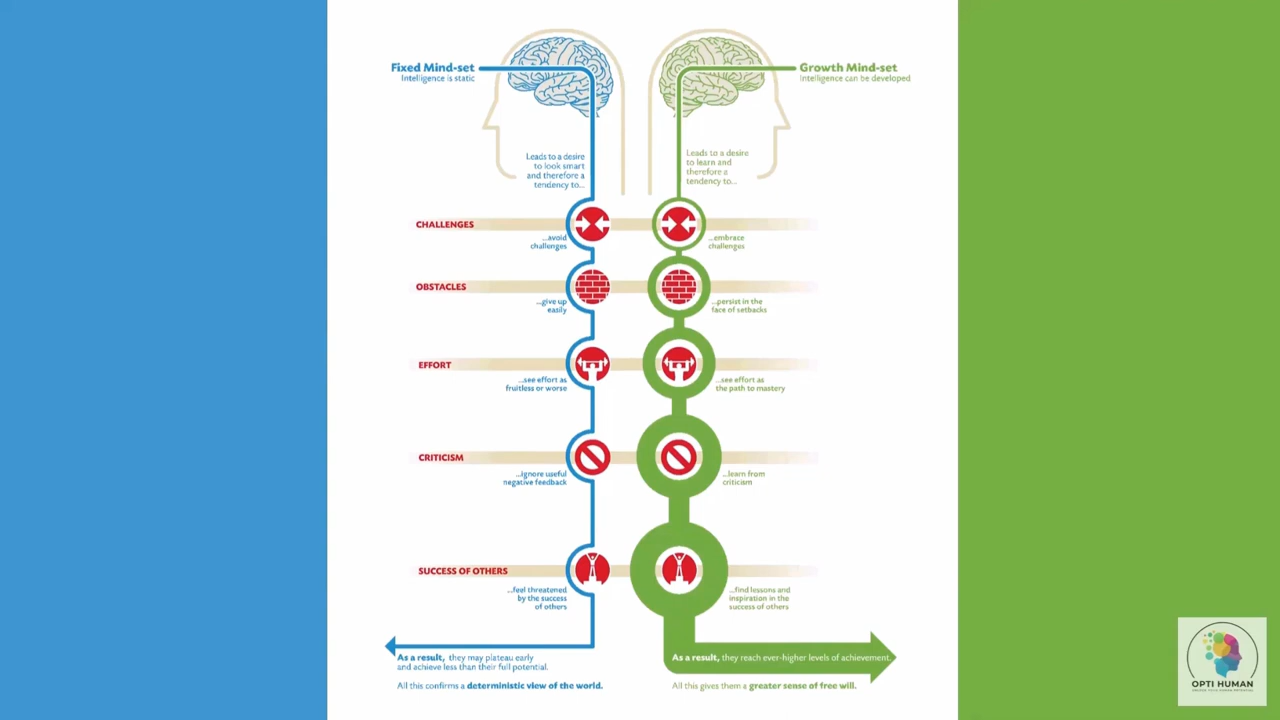 Fixed Mind-set
Intelligence is static
Growth Mind-set
Intelligence can be developed
Leads to a desire
to look smart
and therefore a
tendency to...
Leads to a desire
to learn and
therefore a
tendency to...
CHALLENGES
...avoid
challenges
...embrace
challenges
OBSTACLES
...give up
easily
...persist in the
face of setbacks
EFFORT
...see effort as
fruitless or worse
...see effort as
the path to mastery
CRITICISM
...ignore useful
negative feedback
...learn from
criticism
SUCCESS OF OTHERS
...feel threatened
by the success
of others
...find lessons and
inspiration in the
success of others
As a result, they may plateau early
and achieve less than their full potential.
All this confirms a deterministic view of the world.
As a result, they reach ever-higher levels of achievement.
All this gives them a greater sense of free will.
OPTI HUMAN